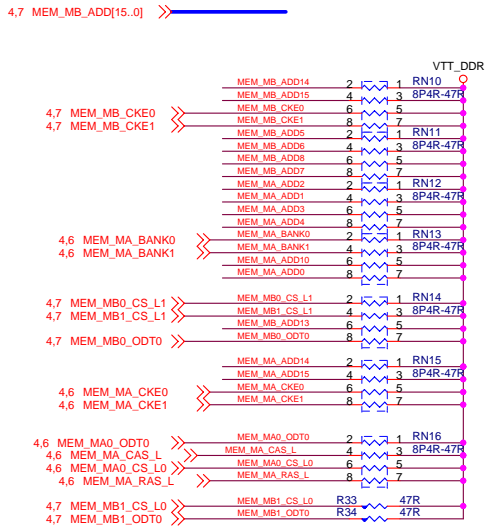 4,7 MEM_MB_ADD[15..0]
VTT_DDR
MEM_MB_ADD14 2 1 RN10
MEM_MB_ADD15 4 3 8P4R-47R
4,7 MEM_MB_CKE0 MEM_MB_CKE0 6 5
4,7 MEM_MB_CKE1 MEM_MB_CKE1 8 7
MEM_MB_ADD5 2 1 RN11
MEM_MB_ADD6 4 3 8P4R-47R
MEM_MB_ADD8 6 5
MEM_MB_ADD7 8 7
MEM_MA_ADD2 2 1 RN12
MEM_MA_ADD1 4 3 8P4R-47R
MEM_MA_ADD3 6 5
MEM_MA_ADD4 8 7
4,6 MEM_MA_BANK0 MEM_MA_BANK0 2 1 RN13
4,6 MEM_MA_BANK1 MEM_MA_BANK1 4 3 8P4R-47R
MEM_MA_ADD10 6 5
MEM_MA_ADD0 8 7
4,7 MEM_MB0_CS_L1 MEM_MB0_CS_L1 2 1 RN14
4,7 MEM_MB1_CS_L1 MEM_MB1_CS_L1 4 3 8P4R-47R
MEM_MB_ADD13 6 5
4,7 MEM_MB0_ODT0 MEM_MB0_ODT0 8 7
MEM_MA_ADD14 2 1 RN15
MEM_MA_ADD15 4 3 8P4R-47R
4,6 MEM_MA_CKE0 MEM_MA_CKE0 6 5
4,6 MEM_MA_CKE1 MEM_MA_CKE1 8 7
4,6 MEM_MA0_ODT0 MEM_MA0_ODT0 2 1 RN16
4,6 MEM_MA_CAS_L MEM_MA_CAS_L 4 3 8P4R-47R
4,6 MEM_MA0_CS_L0 MEM_MA0_CS_L0 6 5
4,6 MEM_MA_RAS_L MEM_MA_RAS_L 8 7
4,7 MEM_MB1_CS_L0 MEM_MB1_CS_L0 R33 47R
4,7 MEM_MB1_ODT0 MEM_MB1_ODT0 R34 47R